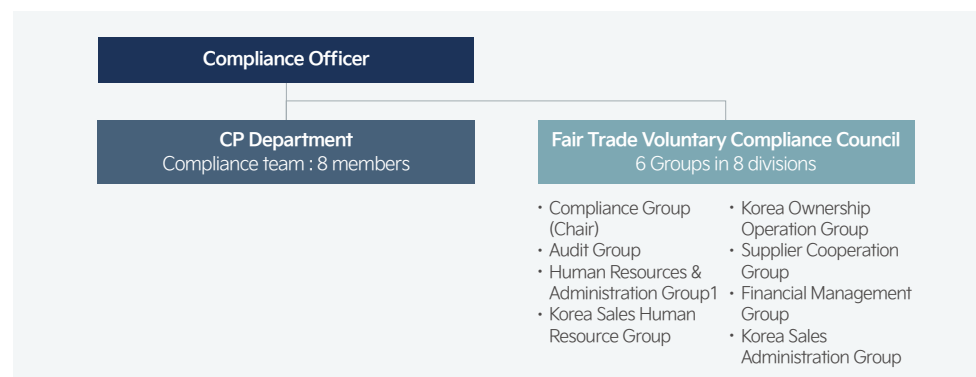 Compliance Officer
CP Department
Compliance team : 8 members
Fair Trade Voluntary Compliance Council
6 Groups in 8 divisions
• Compliance Group
(Chair)
• Audit Group
• Human Resources &
Administration Group1
• Korea Sales Human
Resource Group
• Korea Ownership
Operation Group
• Supplier Cooperation
Group
• Financial Management
Group
• Korea Sales
Administration Group